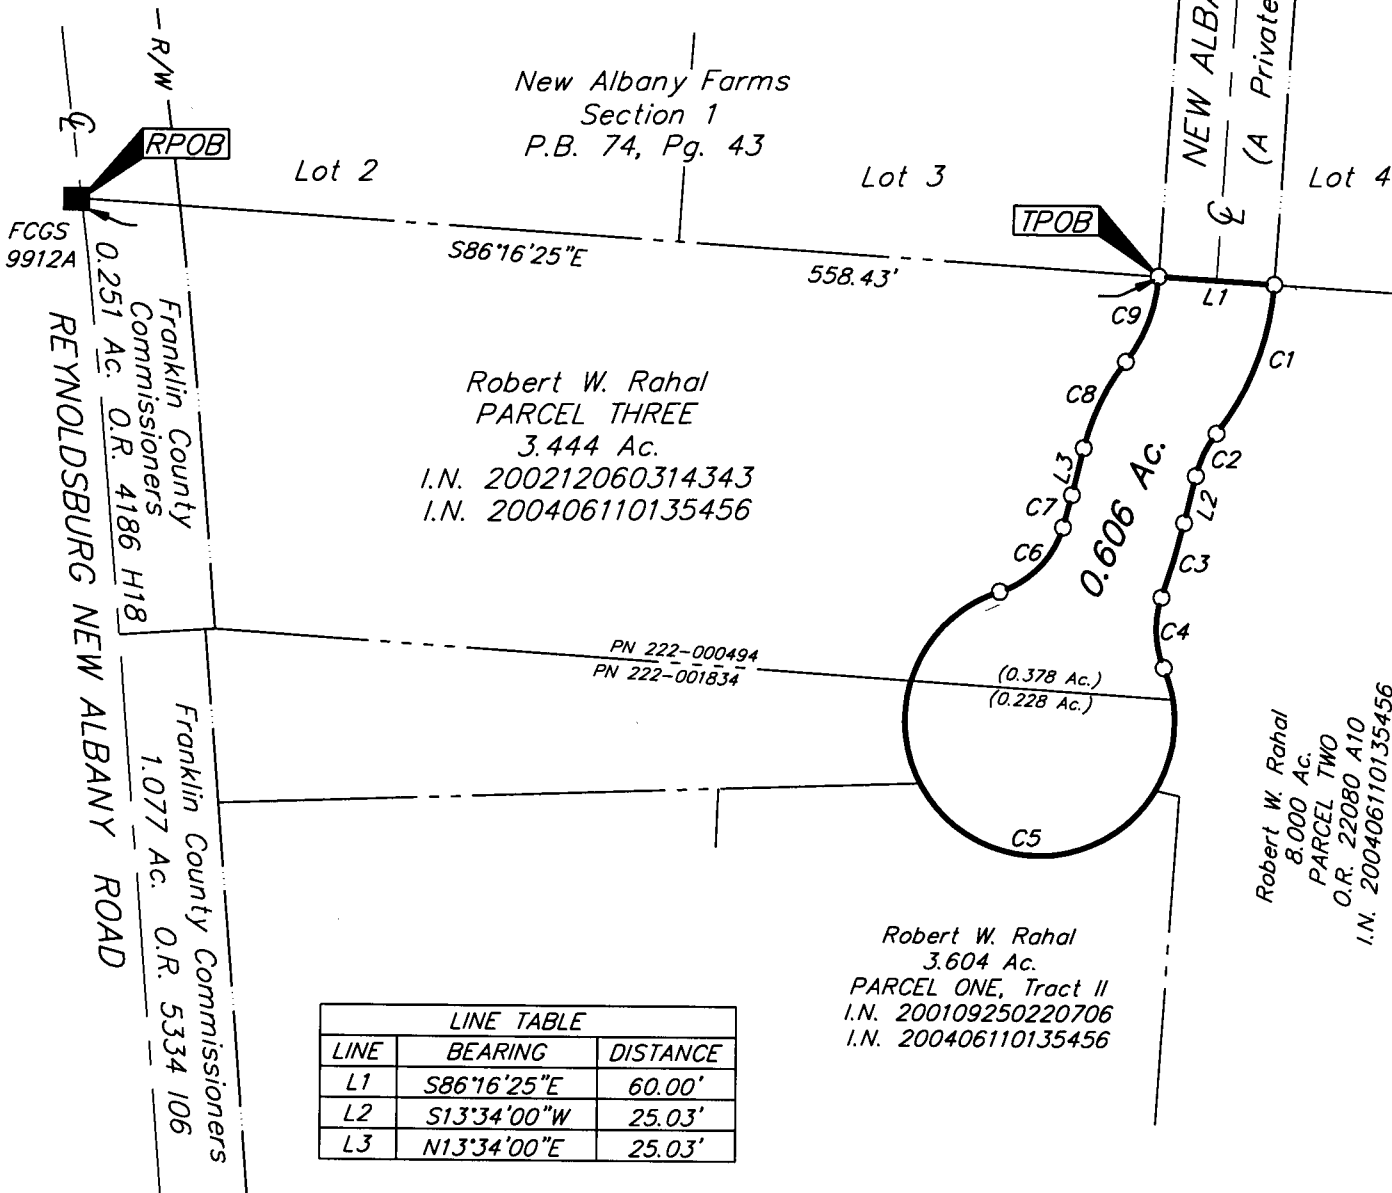 R/W
NEW ALBA
(A Private
New Albany Farms
Section 1
P.B. 74, Pg. 43
℄
RPOB
Lot 2
Lot 3
Lot 4
℄
FCGS
9912A
TPOB
S86°16'25"E
558.43'
L1
C9
C1
C8
C2
L3
L2
C7
C3
C6
C4
C5
0.606 Ac.
Robert W. Rahal
PARCEL THREE
3.444 Ac.
I.N. 200212060314343
I.N. 200406110135456
Franklin County
Commissioners
0.251 Ac. O.R. 4186 H18
REYNOLDSBURG NEW ALBANY ROAD
PN 222-000494
PN 222-001834
(0.378 Ac.)
(0.228 Ac.)
Franklin County Commissioners
1.077 Ac. O.R. 5334 I06
Robert W. Rahal
8.000 Ac.
PARCEL TWO
O.R. 22080 A10
I.N. 200406110135456
Robert W. Rahal
3.604 Ac.
PARCEL ONE, Tract II
I.N. 200109250220706
I.N. 200406110135456
LINE TABLE
LINE BEARING DISTANCE
L1 S86°16'25"E 60.00'
L2 S13°34'00"W 25.03'
L3 N13°34'00"E 25.03'